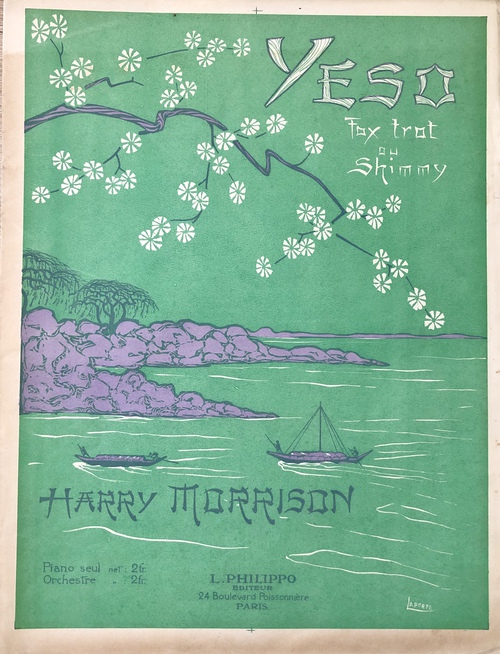 YESO
Fox trot
ou
Shimmy
HARRY MORRISON
Piano seul net: 2f.
Orchestre „ : 2f.
L. PHILIPPO
EDITEUR
24 Boulevard Poissonnière
PARIS